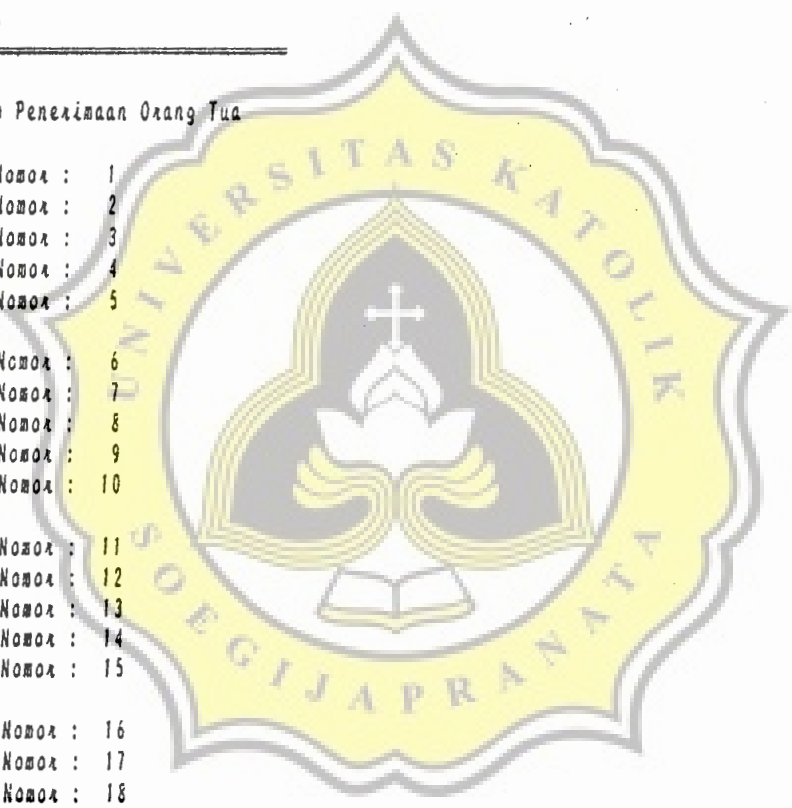 Penerimaan Orang Tua
Nomor : 1
Nomor : 2
Nomor : 3
Nomor : 4
Nomor : 5
Nomor : 6
Nomor : 7
Nomor : 8
Nomor : 9
Nomor : 10
Nomor : 11
Nomor : 12
Nomor : 13
Nomor : 14
Nomor : 15
Nomor : 16
Nomor : 17
Nomor : 18
UNIVERSITAS KATOLIK
SOEGIJAPRANATA